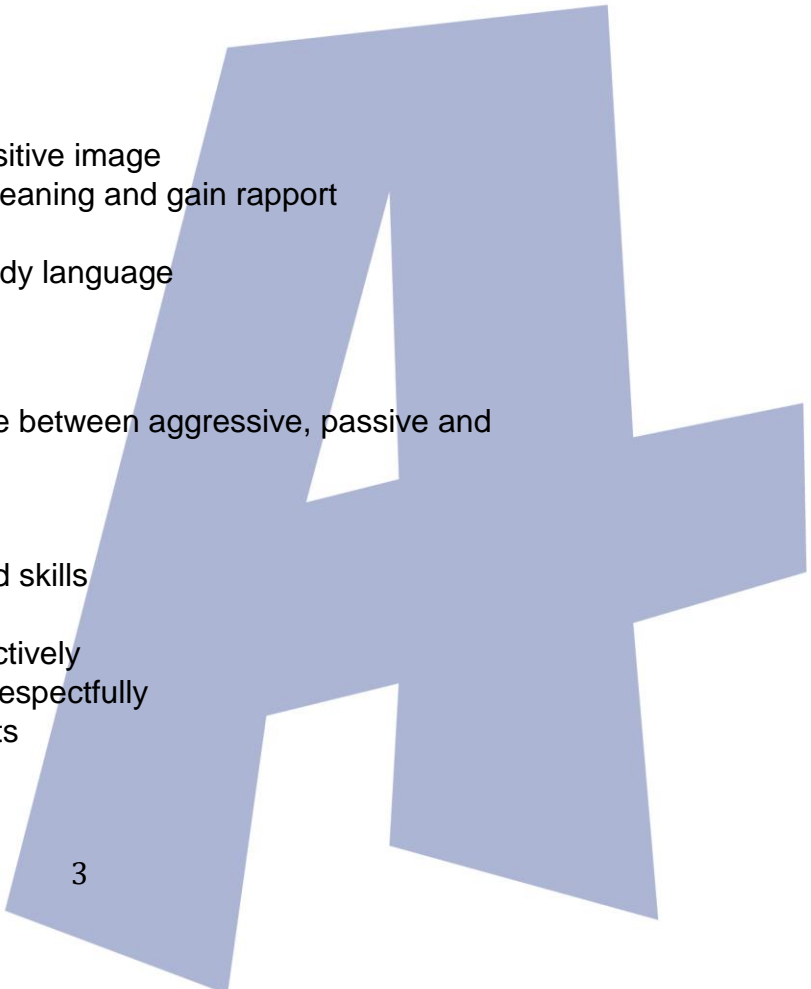 sitive image
eaning and gain rapport
dy language
e between aggressive, passive and
d skills
ctively
espectfully
ts
3